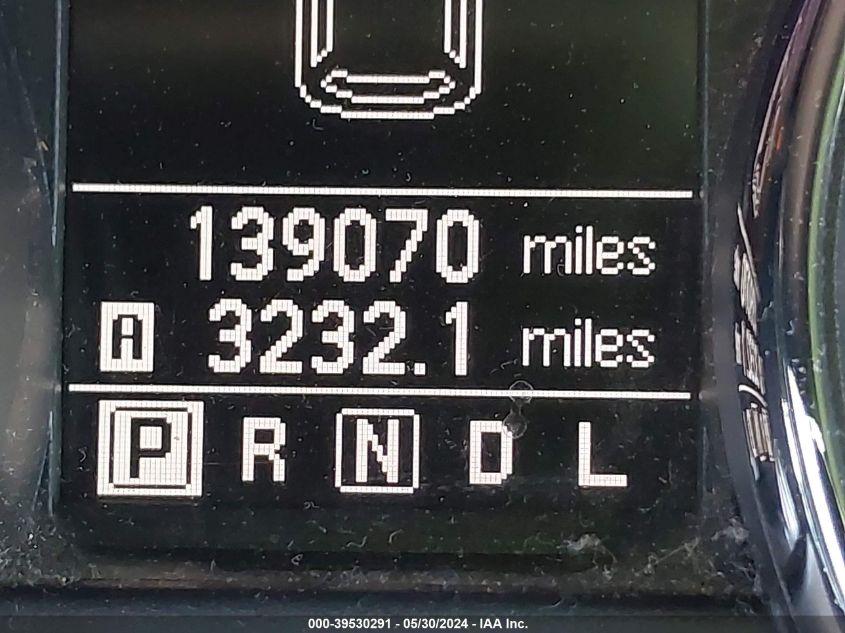 139070 miles
A 3232.1 miles
P R N D L
000-39530291 - 05/30/2024 - IAA Inc.